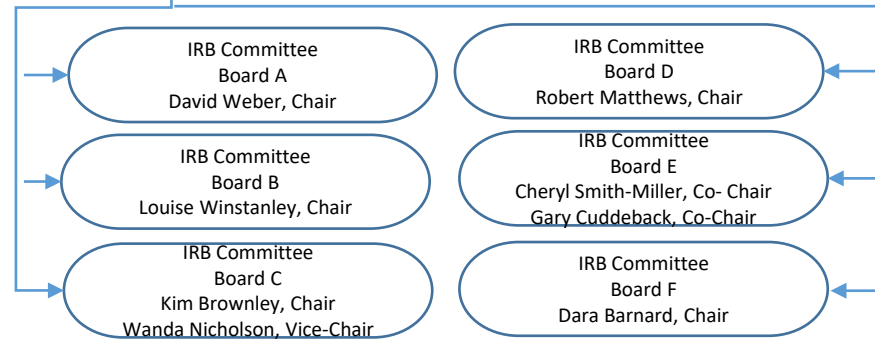 IRB Committee
Board A
David Weber, Chair
IRB Committee
Board B
Louise Winstanley, Chair
IRB Committee
Board C
Kim Brownley, Chair
Wanda Nicholson, Vice-Chair
IRB Committee
Board D
Robert Matthews, Chair
IRB Committee
Board E
Cheryl Smith-Miller, Co- Chair
Gary Cuddeback, Co-Chair
IRB Committee
Board F
Dara Barnard, Chair